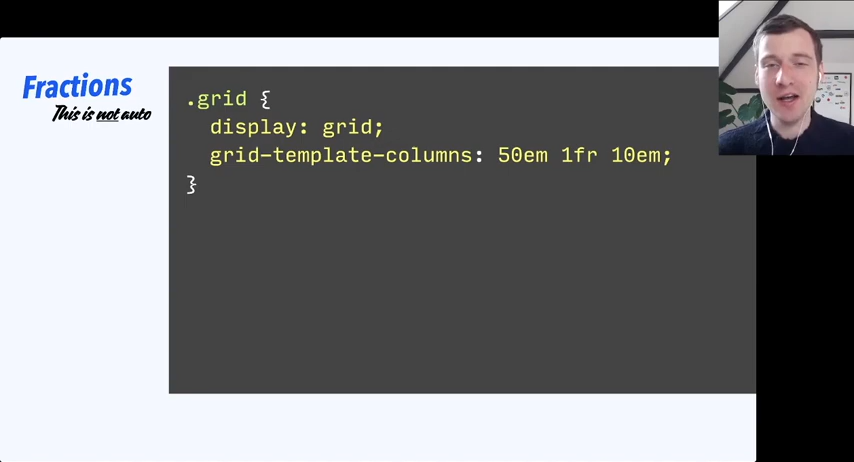 Fractions
This is not auto
.grid {
display: grid;
grid-template-columns: 50em 1fr 10em;
}